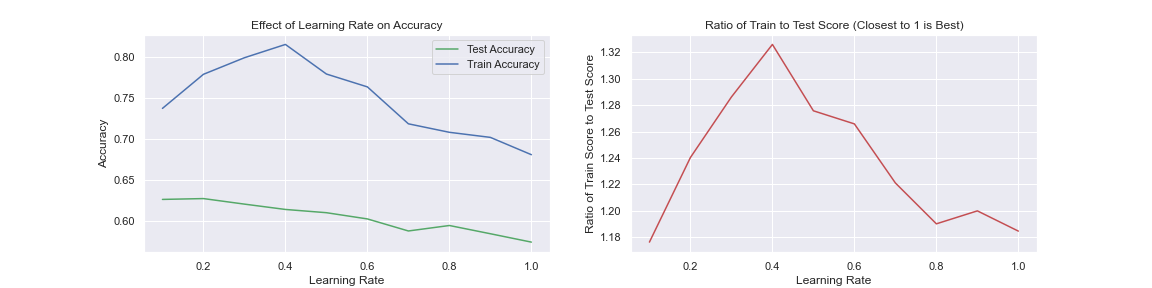 Effect of Learning Rate on Accuracy
Accuracy
0.80
0.75
0.70
0.65
0.60
Test Accuracy
Train Accuracy
0.2 0.4 0.6 0.8 1.0
Learning Rate
Ratio of Train to Test Score (Closest to 1 is Best)
Ratio of Train Score to Test Score
1.32
1.30
1.28
1.26
1.24
1.22
1.20
1.18
0.2 0.4 0.6 0.8 1.0
Learning Rate